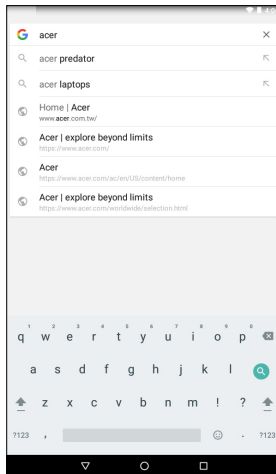 4:0
G acer
acer predator
acer laptops
Home | Acer
www.acer.com.tw/
Acer | explore beyond limits
https://www.acer.com/
Acer
https://www.acer.com/ac/en/US/content/home
Acer | explore beyond limits
https://www.acer.com/worldwide/selection.html
1 2 3 4 5 6 7 8 9 0
q w e r t y u i o p
a s d f g h j k l
z x c v b n m ! ?
?123 , . ?123